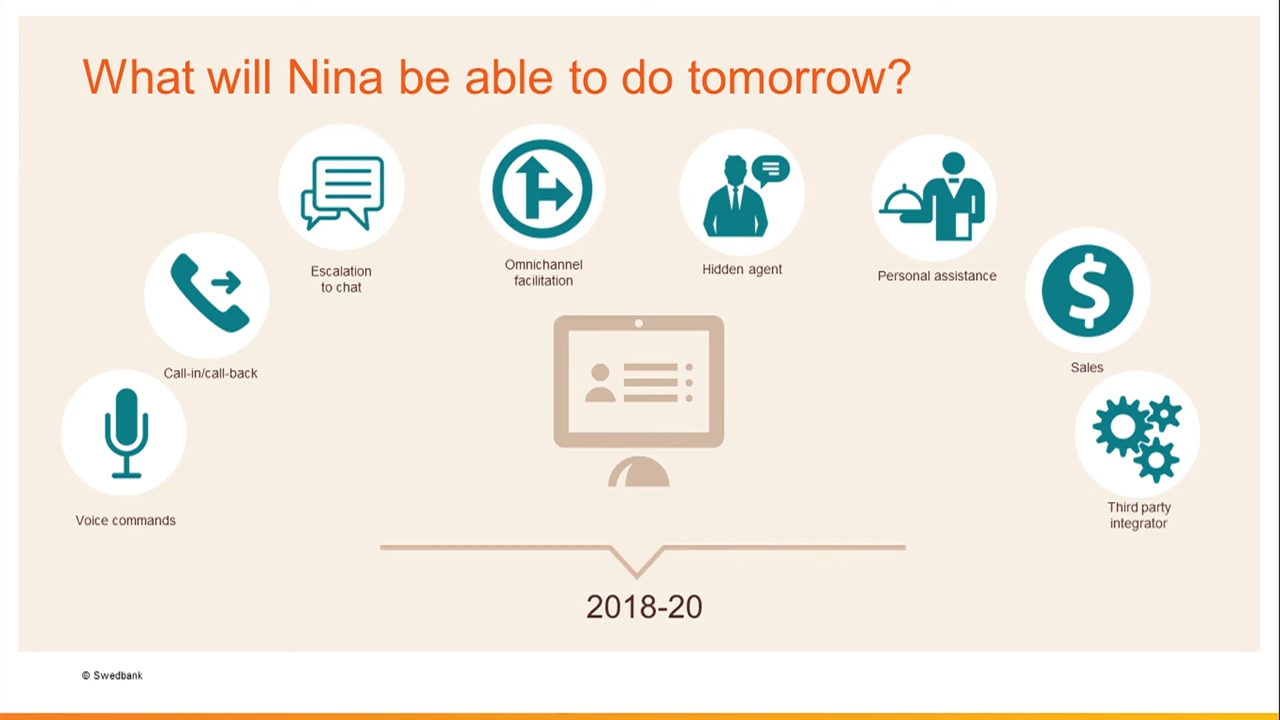 What will Nina be able to do tomorrow?
Escalation
to chat
Omnichannel
facilitation
Hidden agent
Personal assistance
Call-in/call-back
Sales
Voice commands
Third party
integrator
2018-20
© Swedbank